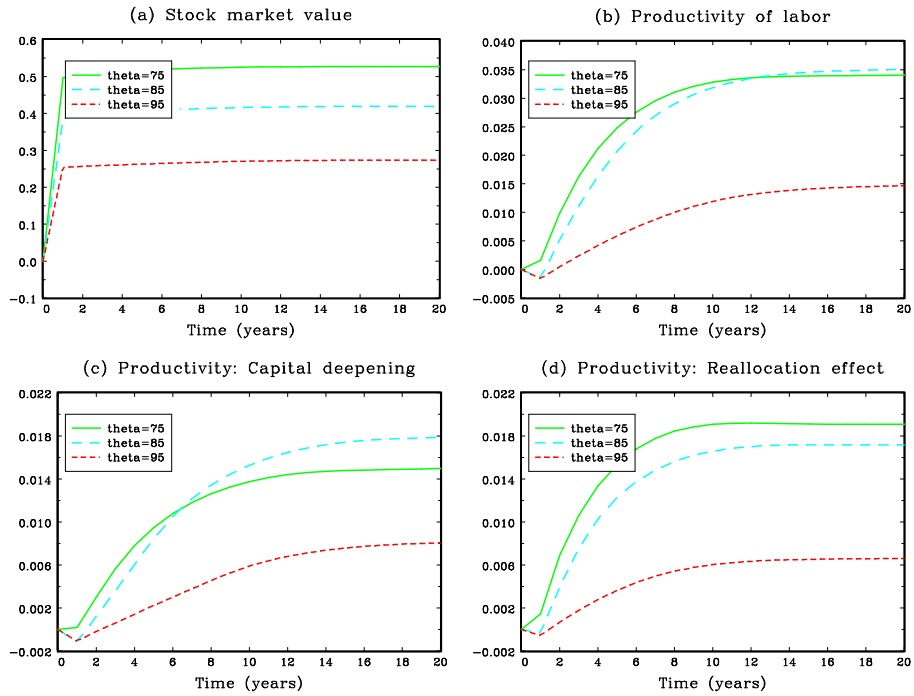 (a) Stock market value
0.6
0.5
0.4
0.3
0.2
0.1
0.0
−0.1
theta=75
theta=85
theta=95
0 2 4 6 8 10 12 14 16 18 20
Time (years)
(b) Productivity of labor
0.040
0.035
0.030
0.025
0.020
0.015
0.010
0.005
0.000
−0.005
theta=75
theta=85
theta=95
0 2 4 6 8 10 12 14 16 18 20
Time (years)
(c) Productivity: Capital deepening
0.022
0.018
0.014
0.010
0.006
0.002
−0.002
theta=75
theta=85
theta=95
0 2 4 6 8 10 12 14 16 18 20
Time (years)
(d) Productivity: Reallocation effect
0.022
0.018
0.014
0.010
0.006
0.002
−0.002
theta=75
theta=85
theta=95
0 2 4 6 8 10 12 14 16 18 20
Time (years)